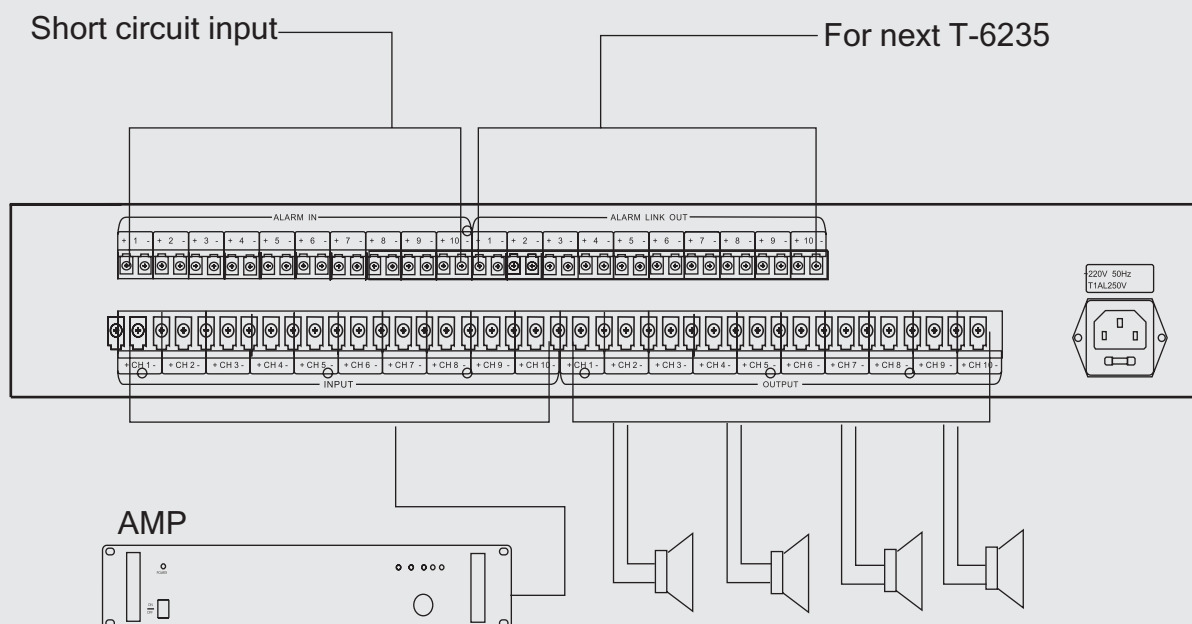 Short circuit input
For next T-6235
ALARM IN
ALARM LINK OUT
+ 1 - + 2 - + 3 - + 4 - + 5 - + 6 - + 7 - + 8 - + 9 - + 10 - + 1 - + 2 - + 3 - + 4 - + 5 - + 6 - + 7 - + 8 - + 9 - + 10 -
~220V 50Hz
T1AL250V
+ CH 1 - + CH 2 - + CH 3 - + CH 4 - + CH 5 - + CH 6 - + CH 7 - + CH 8 - + CH 9 - + CH 10 - + CH 1 - + CH 2 - + CH 3 - + CH 4 - + CH 5 - + CH 6 - + CH 7 - + CH 8 - + CH 9 - + CH 10 -
INPUT
OUTPUT
AMP
POWER
ON
OFF